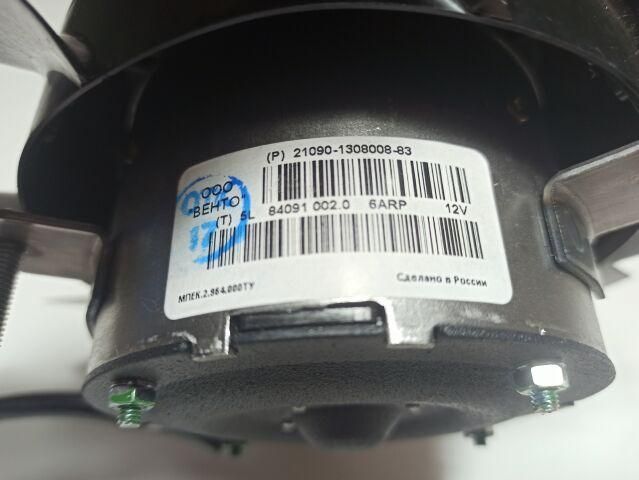 (P) 21090-1308008-83
ООО
"ВЕНТО"
(T) 5L 84091 002.0 6ARP 12V
МПЕК.2.964.000ТУ
Сделано в России